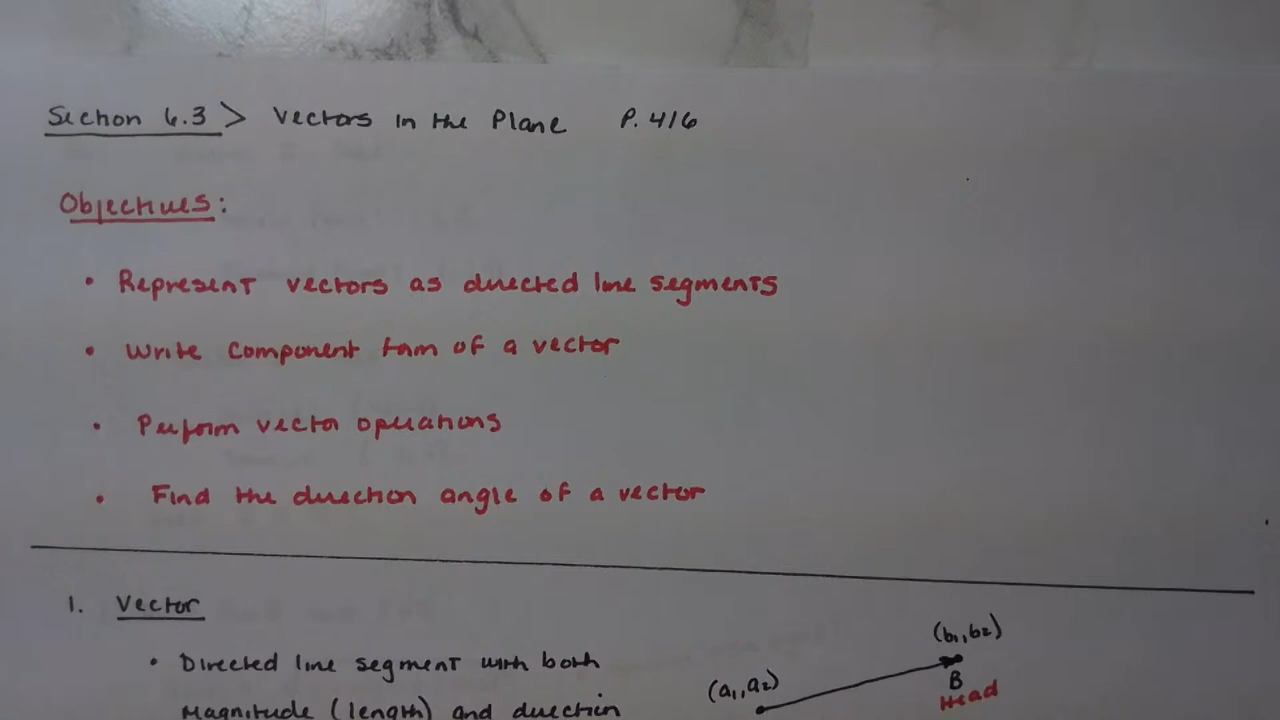 Section 6.3 > Vectors in the Plane P. 416
Objectives:
• Represent vectors as directed line segments
• Write component form of a vector
• Perform vector operations
• Find the direction angle of a vector
1. Vector
• Directed line segment with both
Magnitude (length) and direction
(a₁, a₂)
(b₁, b₂)
B
Head